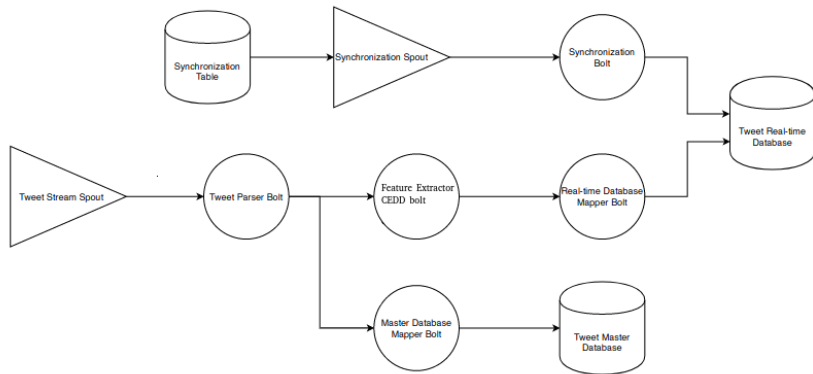 Synchronization
Table
Synchronization Spout
Synchronization
Bolt
Tweet Real-time
Database
Tweet Stream Spout
Tweet Parser Bolt
Feature Extractor
CEDD bolt
Real-time Database
Mapper Bolt
Master Database
Mapper Bolt
Tweet Master
Database